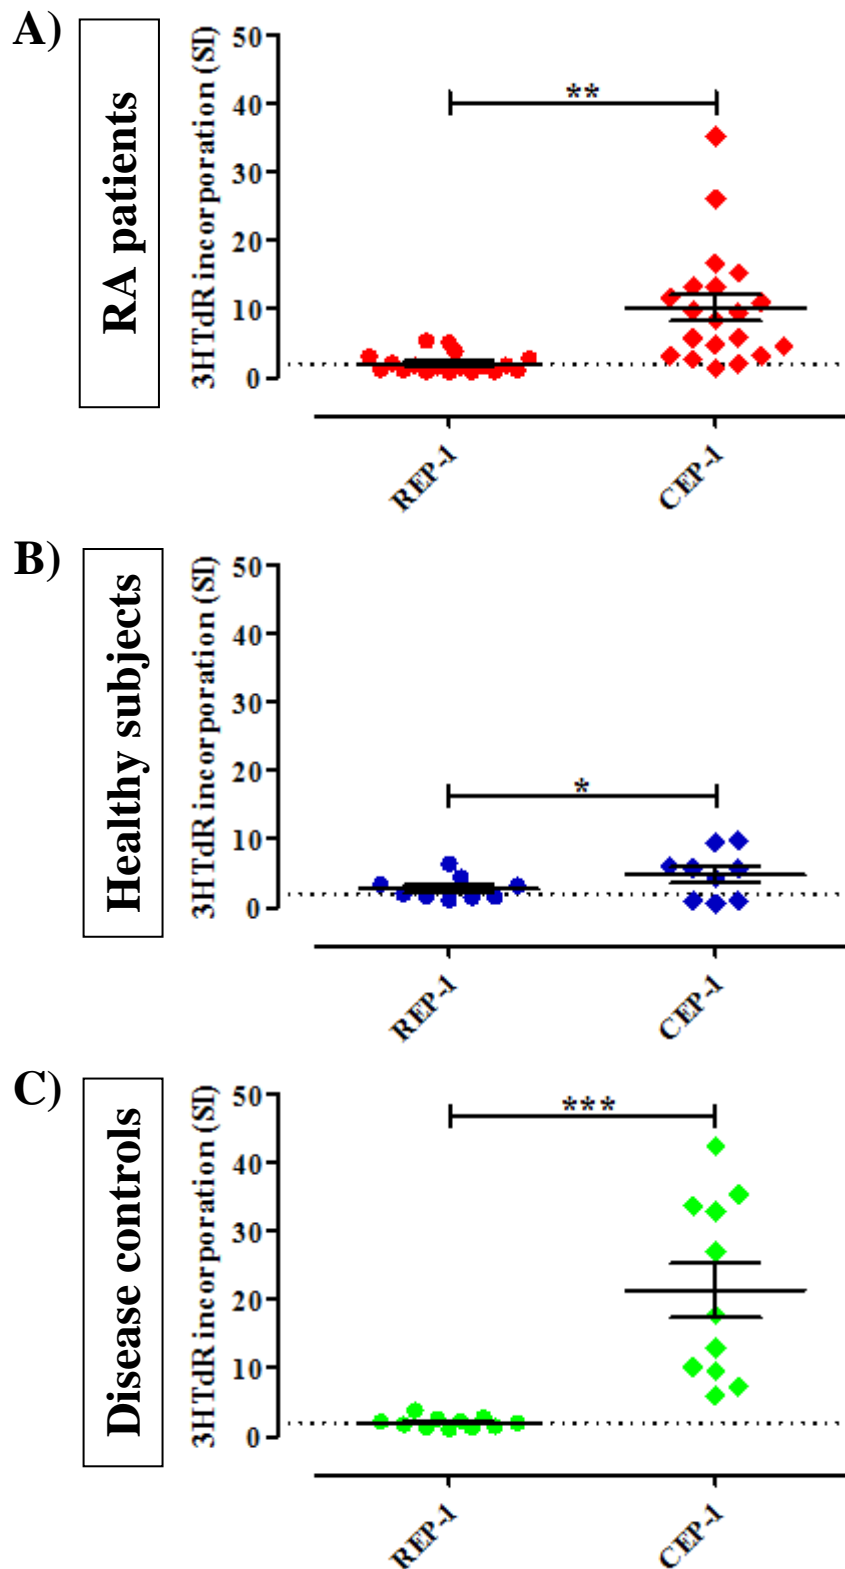 A)
RA patients
3HTdR incorporation (SI)
50
40
30
20
10
0
**
REP-1
CEP-1
B)
Healthy subjects
3HTdR incorporation (SI)
50
40
30
20
10
0
*
REP-1
CEP-1
C)
Disease controls
3HTdR incorporation (SI)
50
40
30
20
10
0
***
REP-1
CEP-1